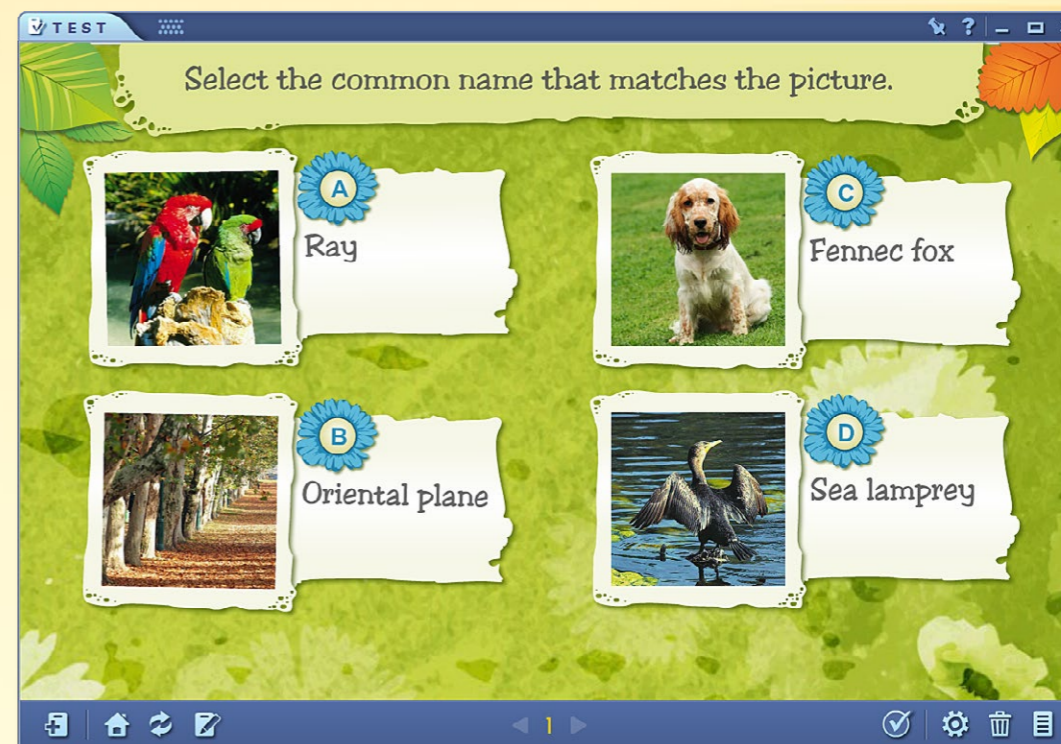 TEST
?
Select the common name that matches the picture.
A
Ray
C
Fennec fox
B
Oriental plane
D
Sea lamprey
1